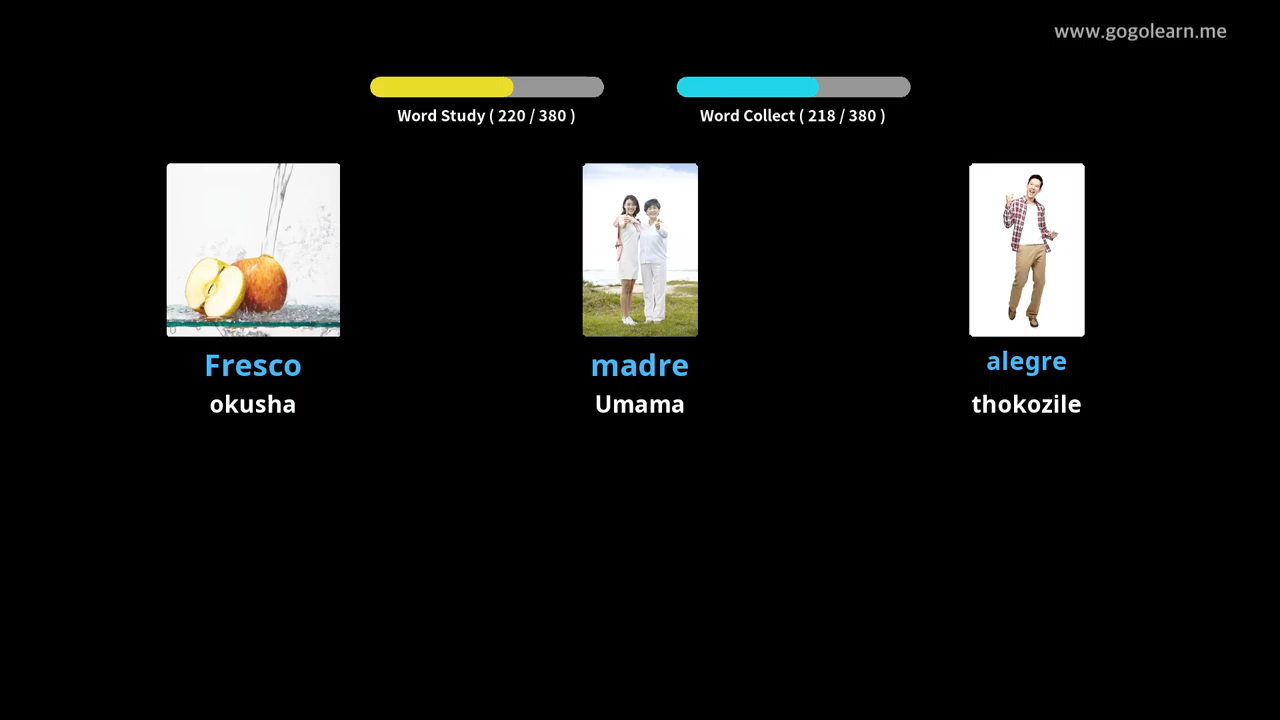 www.gogolearn.me
Word Study ( 220 / 380 )
Word Collect ( 218 / 380 )
Fresco
okusha
madre
Umama
alegre
thokozile